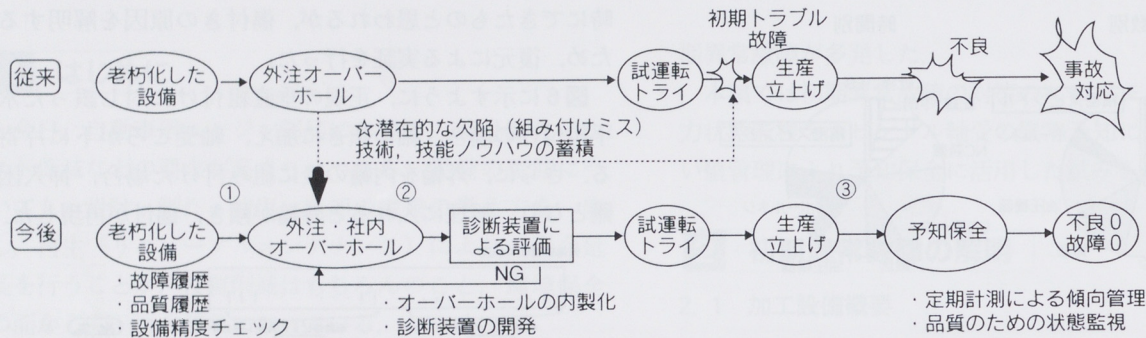 初期トラブル
故障
不良
従来
老朽化した
設備
外注オーバー
ホール
試運転
トライ
生産
立上げ
事故
対応
☆潜在的な欠陥（組み付けミス）
技術，技能ノウハウの蓄積
①
②
③
今後
老朽化した
設備
外注・社内
オーバーホール
診断装置に
よる評価
NG
試運転
トライ
生産
立上げ
予知保全
不良0
故障0
・故障履歴
・品質履歴
・設備精度チェック
・オーバーホールの内製化
・診断装置の開発
・定期計測による傾向管理
・品質のための状態監視